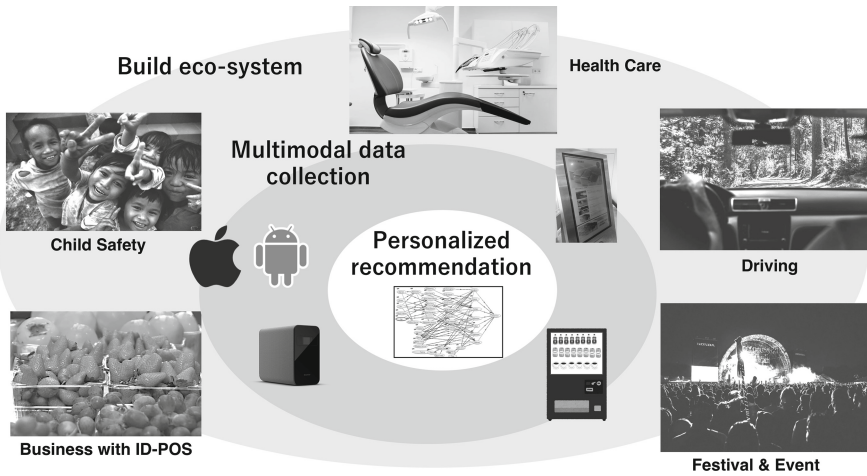 Build eco-system
Health Care
Multimodal data
collection
Child Safety
Personalized
recommendation
Driving
Business with ID-POS
Festival & Event